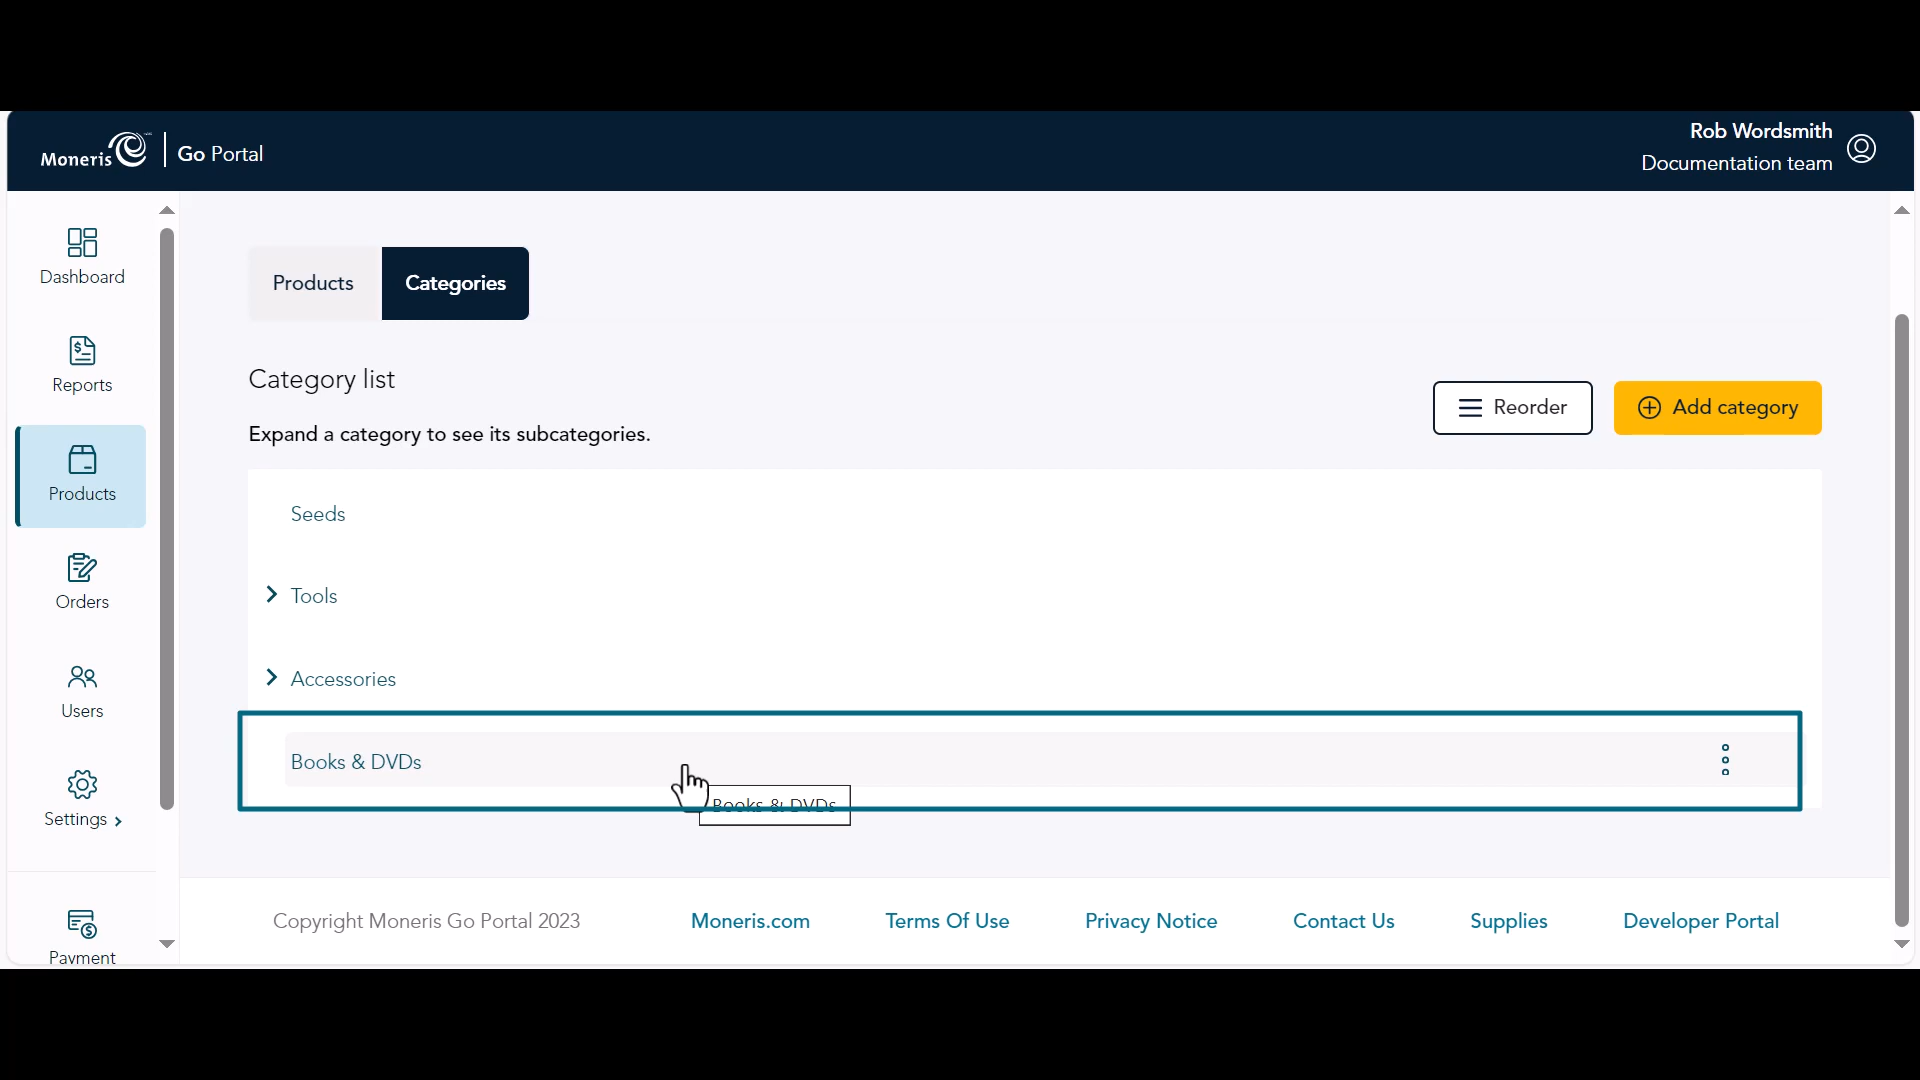 Moneris Go Portal
Rob Wordsmith
Documentation team
Dashboard
Reports
Products
Orders
Users
Settings
Payment
Products Categories
Category list
Expand a category to see its subcategories.
Reorder
Add category
Seeds
Tools
Accessories
Books & DVDs
Books & DVDs
Copyright Moneris Go Portal 2023 Moneris.com Terms Of Use Privacy Notice Contact Us Supplies Developer Portal